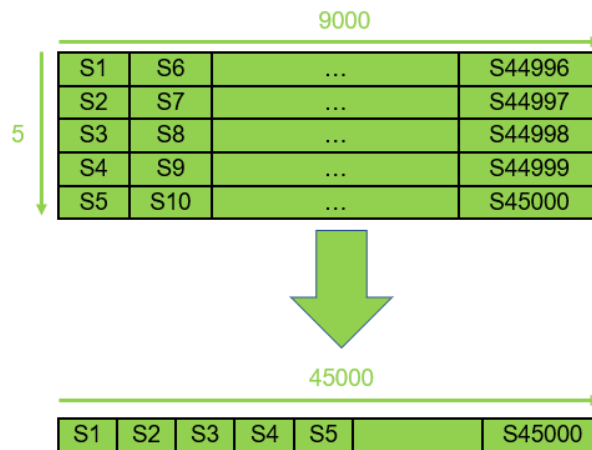 9000
S1 S6 ... S44996
S2 S7 ... S44997
5 S3 S8 ... S44998
S4 S9 ... S44999
S5 S10 ... S45000
45000
S1 S2 S3 S4 S5 S45000